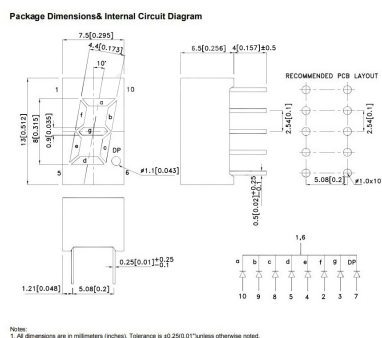 Package Dimensions& Internal Circuit Diagram
7.5[0.295]
4.4[0.173]
10°
1
10
a
f
b
g
e
c
d
DP
5
6
13[0.512]
8[0.315]
0.9[0.035]
ø1.1[0.043]
6.5[0.256]
4[0.157]±0.5
0.5[0.02]+0.25
-0.1
RECOMMENDED PCB LAYOUT
2.54[0.1]
2.54[0.1]
5.08[0.2]
ø1.0x10
0.25[0.01]+0.25
-0.1
1.21[0.048]
5.08[0.2]
1,6
a b c d e f g DP
10 9 8 5 4 2 3 7
Notes:
1. All dimensions are in millimeters (inches). Tolerance is ±0.25(0.01")unless otherwise noted.